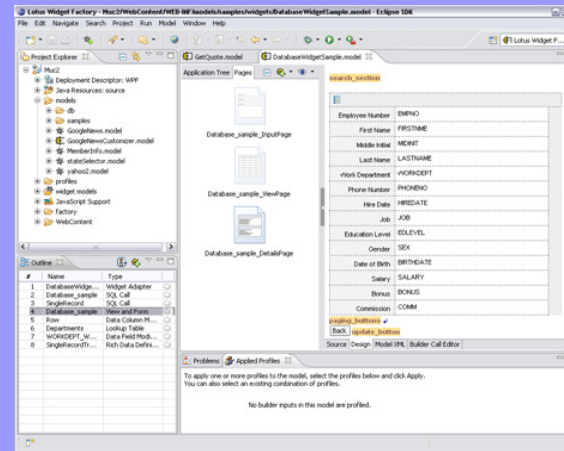 Lotus Widget Factory - Muc2/WebContent/WEB-INF/models/samples/widgets/DatabaseWidgetSample.model - Eclipse SDK
File Edit Navigate Search Project Run Model Window Help
Lotus Widget F...
Project Explorer
Muc2
Deployment Descriptor: WPF
Java Resources: source
models
db
samples
GoogleNews.model
GoogleNewsCustomizer.model
MemberInfo.model
stateSelector.model
yahoo2.model
profiles
widget models
JavaScript Support
factory
WebContent
Outline
# Name Type
1 DatabaseWidge... Widget Adapter
2 Database_sample SQL Call
3 SingleRecord SQL Call
4 Database_sample View and Form
5 Row Data Column M...
6 Departments Lookup Table
7 WORKDEPT_W... Data Field Modi...
8 SingleRecordTr... Rich Data Defini...
GetQuote.model DatabaseWidgetSample.model
Application Tree Pages
Database_sample_InputPage
Database_sample_ViewPage
Database_sample_DetailsPage
search_section
Employee Number EMPNO
First Name FIRSTNME
Middle Initial MIDINIT
Last Name LASTNAME
Work Department WORKDEPT
Phone Number PHONENO
Hire Date HIREDATE
Job JOB
Education Level EDLEVEL
Gender SEX
Date of Birth BIRTHDATE
Salary SALARY
Bonus BONUS
Commission COMM
paging_buttons
Back update_button
Source Design Model XML Builder Call Editor
Problems Applied Profiles
To apply one or more profiles to the model, select the profiles below and click Apply.
You can also select an existing combination of profiles.
No builder inputs in this model are profiled.